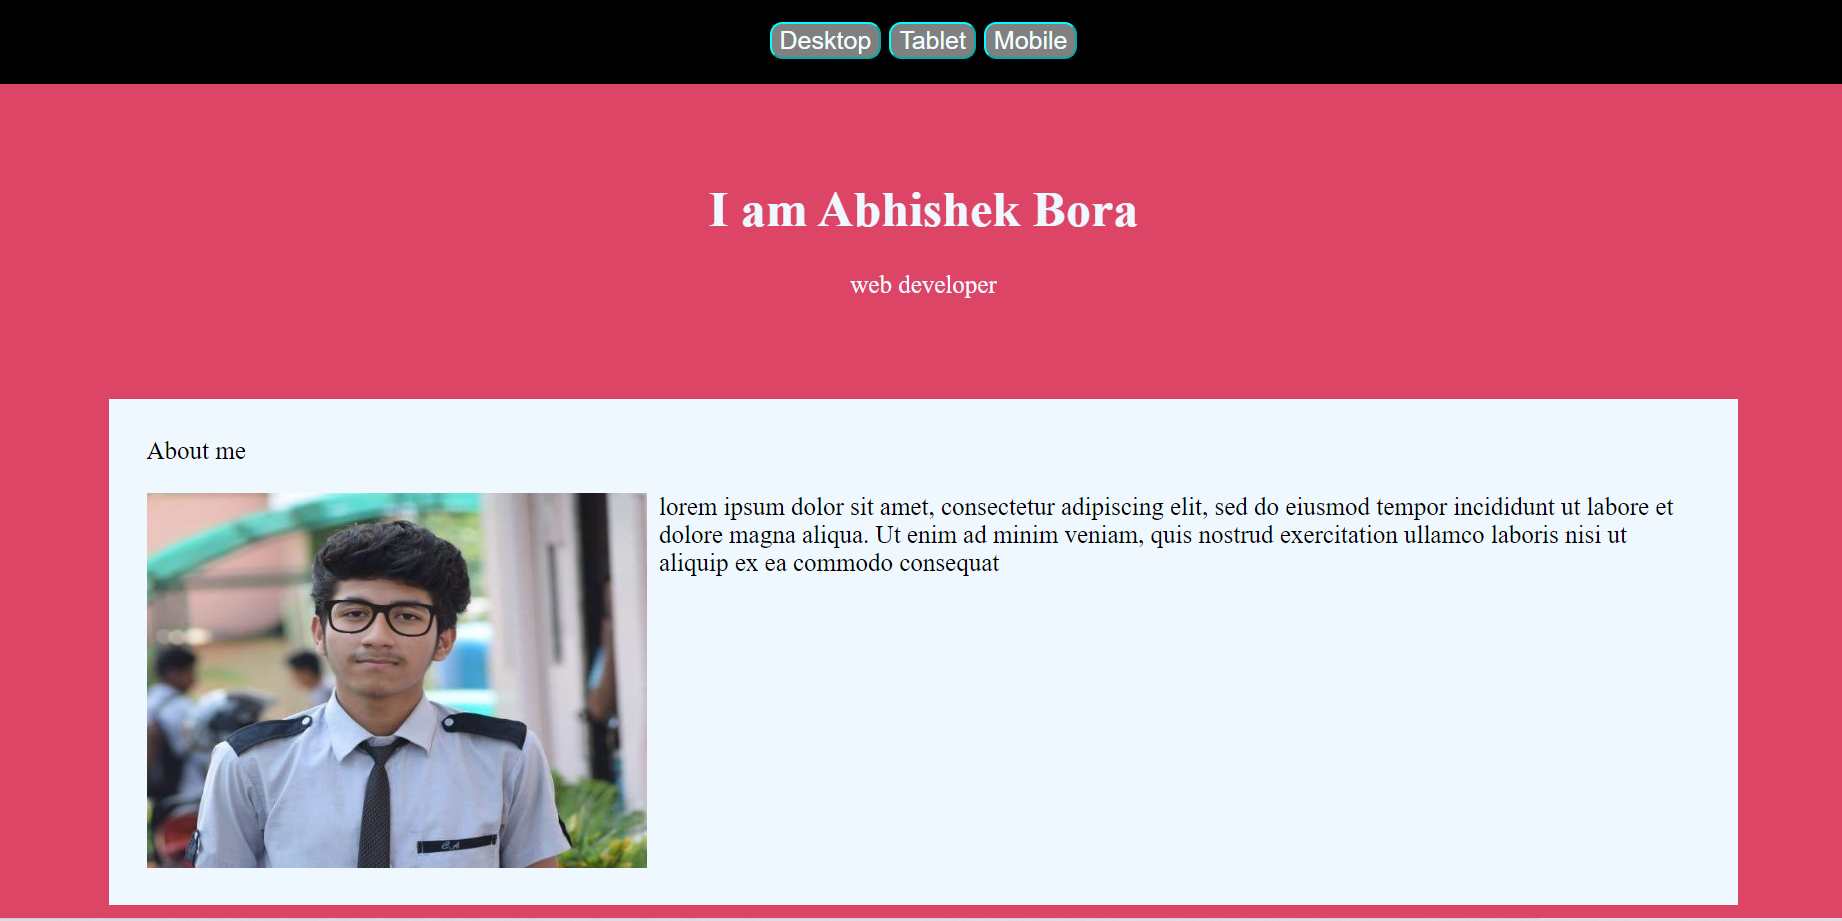 Desktop Tablet Mobile
I am Abhishek Bora
web developer
About me
lorem ipsum dolor sit amet, consectetur adipiscing elit, sed do eiusmod tempor incididunt ut labore et
dolore magna aliqua. Ut enim ad minim veniam, quis nostrud exercitation ullamco laboris nisi ut
aliquip ex ea commodo consequat
C.A